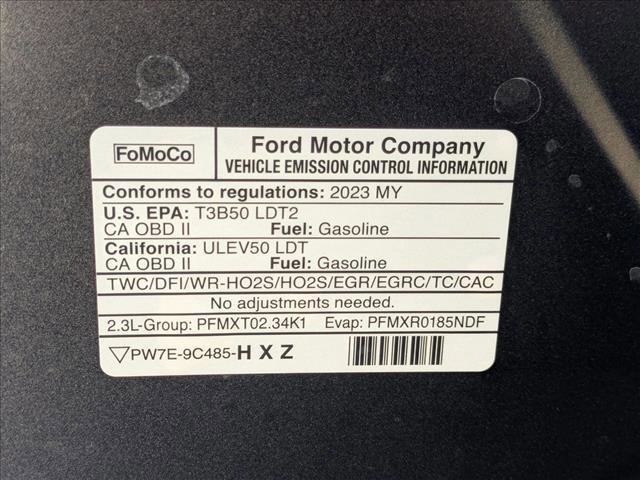 FoMoCo
Ford Motor Company
VEHICLE EMISSION CONTROL INFORMATION
Conforms to regulations: 2023 MY
U.S. EPA: T3B50 LDT2
CA OBD II Fuel: Gasoline
California: ULEV50 LDT
CA OBD II Fuel: Gasoline
TWC/DFI/WR-HO2S/HO2S/EGR/EGRC/TC/CAC
No adjustments needed.
2.3L-Group: PFMXT02.34K1 Evap: PFMXR0185NDF
PW7E-9C485-H X Z